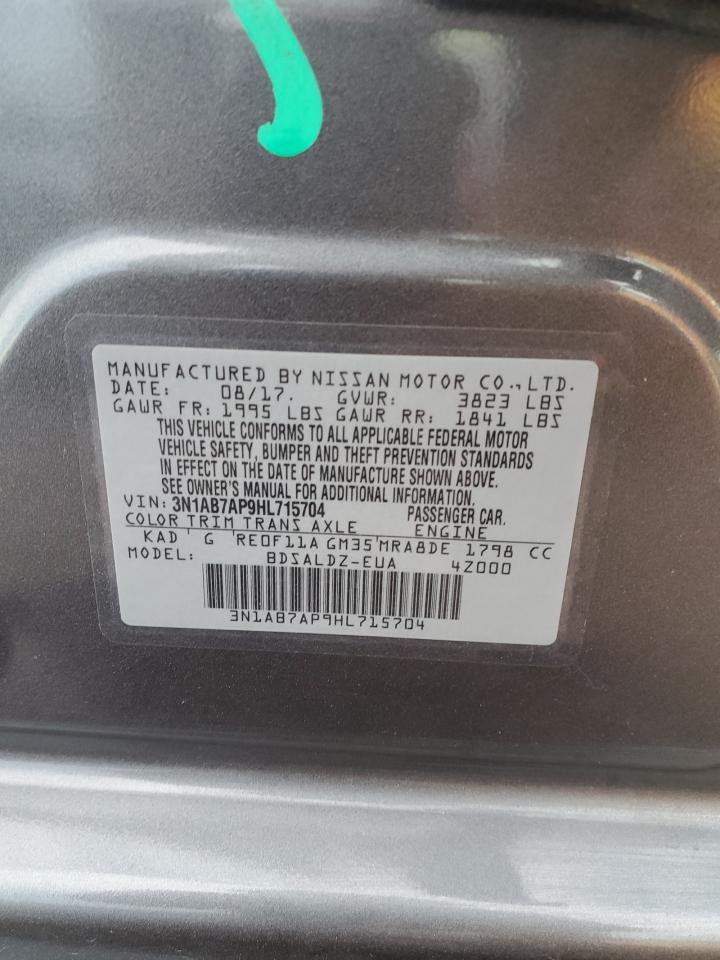 MANUFACTURED BY NISSAN MOTOR CO., LTD.
DATE: 08/17. GVWR: 3823 LBS
GAWR FR: 1995 LBS GAWR RR: 1841 LBS
THIS VEHICLE CONFORMS TO ALL APPLICABLE FEDERAL MOTOR
VEHICLE SAFETY, BUMPER AND THEFT PREVENTION STANDARDS
IN EFFECT ON THE DATE OF MANUFACTURE SHOWN ABOVE.
SEE OWNER'S MANUAL FOR ADDITIONAL INFORMATION.
VIN: 3N1AB7AP9HL715704 PASSENGER CAR.
COLOR TRIM TRANS AXLE ENGINE
KAD ' G 'RE0F11A GM35'MRA8DE 1798 CC
MODEL: BDSALDZ-EUA 4Z000
3N1AB7AP9HL715704